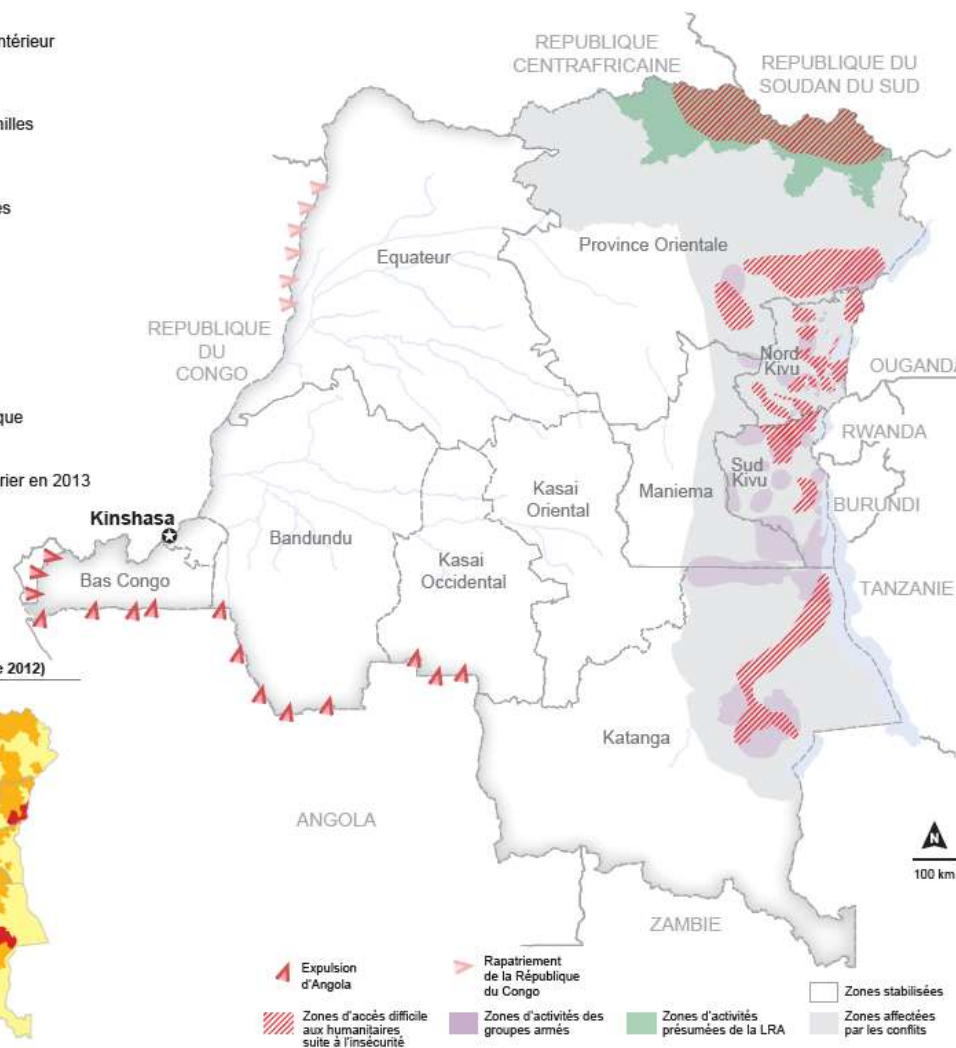 ntérieur
nilles
es
que
rier en 2013
e 2012)
REPUBLIQUE
CENTRAFRICAINE
REPUBLIQUE DU
SOUDAN DU SUD
Equateur
Province Orientale
REPUBLIQUE
DU
CONGO
Nord
Kivu
OUGANDA
RWANDA
Sud
Kivu
BURUNDI
Maniema
Kasai
Oriental
Kinshasa
Bandundu
Kasai
Occidental
Bas Congo
TANZANIE
Katanga
ANGOLA
ZAMBIE
N
100 km
Expulsion
d'Angola
Rapatriement
de la République
du Congo
Zones stabilisées
Zones d'accès difficile
aux humanitaires
suite à l'insécurité
Zones d'activités des
groupes armés
Zones d'activités
présumées de la LRA
Zones affectées
par les conflits